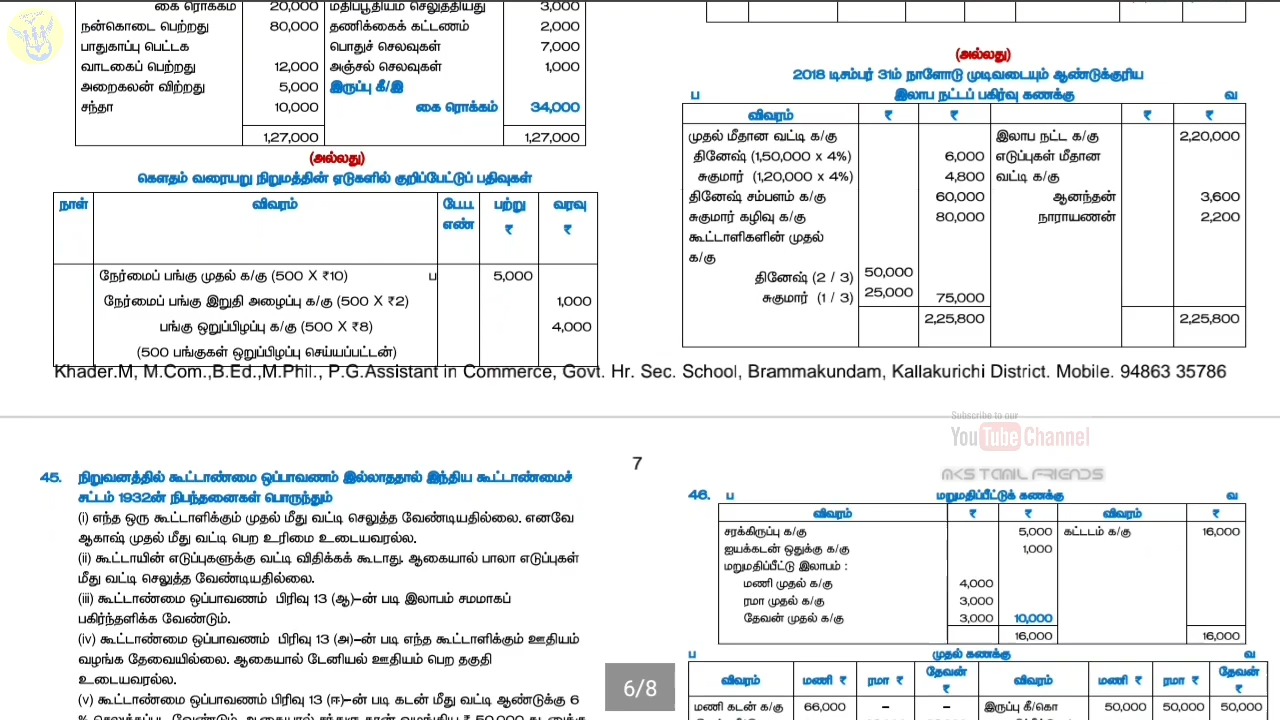 கை ரொக்கம் 20,000 மதிப்பூதியம் செலுத்தியது 3,000
நன்கொடை பெற்றது 80,000 தணிக்கைக் கட்டணம் 2,000
பாதுகாப்பு பெட்டக பொதுச் செலவுகள் 7,000
வாடகைப் பெற்றது 12,000 அஞ்சல் செலவுகள் 1,000
அறைகலன் விற்றது 5,000 இருப்பு கீ/இ
சந்தா 10,000 கை ரொக்கம் 34,000
1,27,000 1,27,000
(அல்லது)
கௌதம் வரையறு நிறுமத்தின் ஏடுகளில் குறிப்பேட்டுப் பதிவுகள்
நாள் விவரம் பே.ப. எண் பற்று ₹ வரவு ₹
நேர்மைப் பங்கு முதல் க/கு (500 X ₹10) ப 5,000
நேர்மைப் பங்கு இறுதி அழைப்பு க/கு (500 X ₹2) 1,000
பங்கு ஒறுப்பிழப்பு க/கு (500 X ₹8) 4,000
(500 பங்குகள் ஒறுப்பிழப்பு செய்யப்பட்டன்)
(அல்லது)
2018 டிசம்பர் 31ம் நாளோடு முடிவடையும் ஆண்டுக்குரிய
ப இலாப நட்டப் பகிர்வு கணக்கு வ
விவரம் ₹ ₹ விவரம் ₹ ₹
முதல் மீதான வட்டி க/கு இலாப நட்ட க/கு 2,20,000
தினேஷ் (1,50,000 x 4%) 6,000 எடுப்புகள் மீதான
சுகுமார் (1,20,000 x 4%) 4,800 வட்டி க/கு
தினேஷ் சம்பளம் க/கு 60,000 ஆனந்தன் 3,600
சுகுமார் கழிவு க/கு 80,000 நாராயணன் 2,200
கூட்டாளிகளின் முதல்
க/கு
தினேஷ் (2 / 3) 50,000
சுகுமார் (1 / 3) 25,000 75,000
2,25,800 2,25,800
Khader.M, M.Com.,B.Ed.,M.Phil., P.G.Assistant in Commerce, Govt. Hr. Sec. School, Brammakundam, Kallakurichi District. Mobile. 94863 35786
Subscribe to our
YouTube Channel
MKS TAMIL FRIENDS
7
45. நிறுவனத்தில் கூட்டாண்மை ஒப்பாவணம் இல்லாததால் இந்திய கூட்டாண்மைச்
சட்டம் 1932ன் நிபந்தனைகள் பொருந்தும்
(i) எந்த ஒரு கூட்டாளிக்கும் முதல் மீது வட்டி செலுத்த வேண்டியதில்லை. எனவே
ஆகாஷ் முதல் மீது வட்டி பெற உரிமை உடையவரல்ல.
(ii) கூட்டாயின் எடுப்புகளுக்கு வட்டி விதிக்கக் கூடாது. ஆகையால் பாலா எடுப்புகள்
மீது வட்டி செலுத்த வேண்டியதில்லை.
(iii) கூட்டாண்மை ஒப்பாவணம் பிரிவு 13 (ஆ)–ன் படி இலாபம் சமமாகப்
பகிர்ந்தளிக்க வேண்டும்.
(iv) கூட்டாண்மை ஒப்பாவணம் பிரிவு 13 (அ)–ன் படி எந்த கூட்டாளிக்கும் ஊதியம்
வழங்க தேவையில்லை. ஆகையால் டேனியல் ஊதியம் பெற தகுதி
உடையவரல்ல.
(v) கூட்டாண்மை ஒப்பாவணம் பிரிவு 13 (ஈ)–ன் படி கடன் மீது வட்டி ஆண்டுக்கு 6
46. ப மறுமதிப்பீட்டுக் கணக்கு வ
விவரம் ₹ ₹ விவரம் ₹
சரக்கிருப்பு க/கு 5,000 கட்டடம் க/கு 16,000
ஐயக்கடன் ஒதுக்கு க/கு 1,000
மறுமதிப்பீட்டு இலாபம் :
மணி முதல் க/கு 4,000
ரமா முதல் க/கு 3,000
தேவன் முதல் க/கு 3,000 10,000
16,000 16,000
ப முதல் கணக்கு வ
விவரம் மணி ₹ ரமா ₹ தேவன் ₹ விவரம் மணி ₹ ரமா ₹ தேவன் ₹
மணி கடன் க/கு 66,000 – – இருப்பு கீ/கொ 50,000 50,000 50,000
6/8